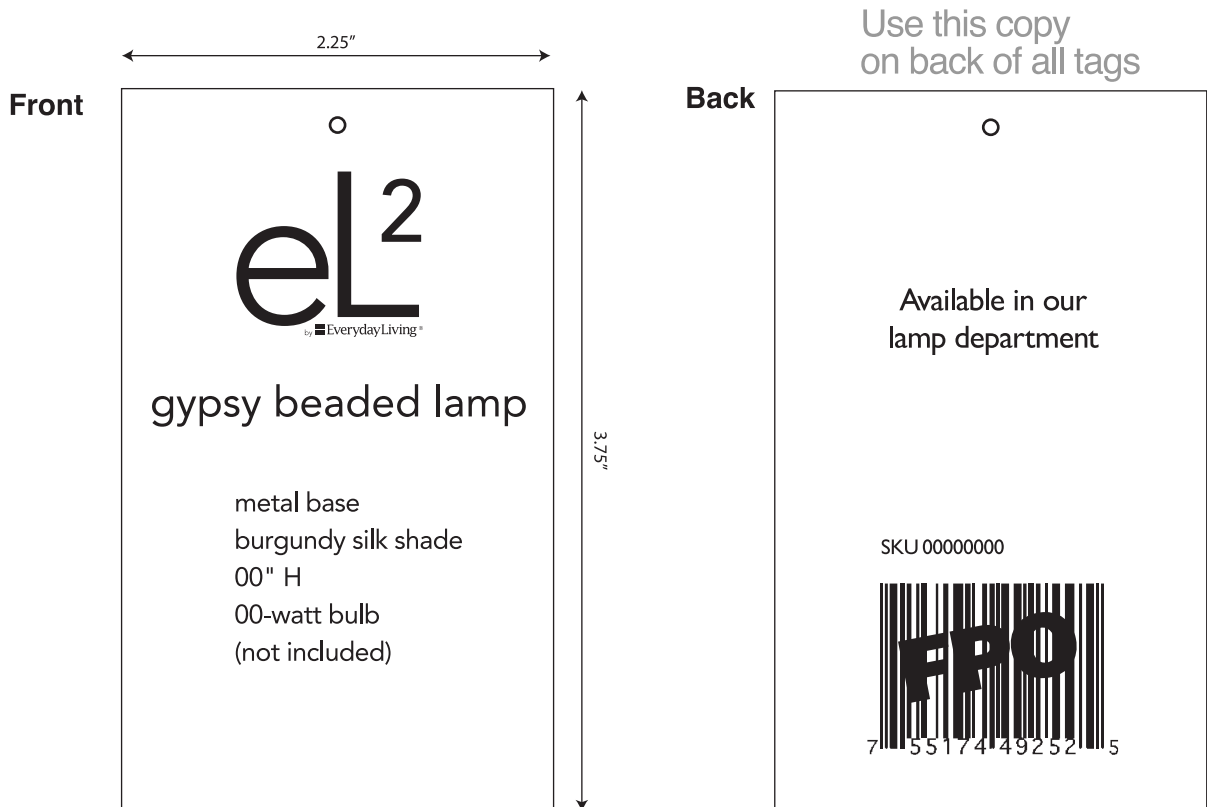 2.25"
Front
eL2
by EverydayLiving®
gypsy beaded lamp
metal base
burgundy silk shade
00" H
00-watt bulb
(not included)
3.75"
Use this copy
on back of all tags
Back
Available in our
lamp department
SKU 00000000
FPO
7 55174 49252 5